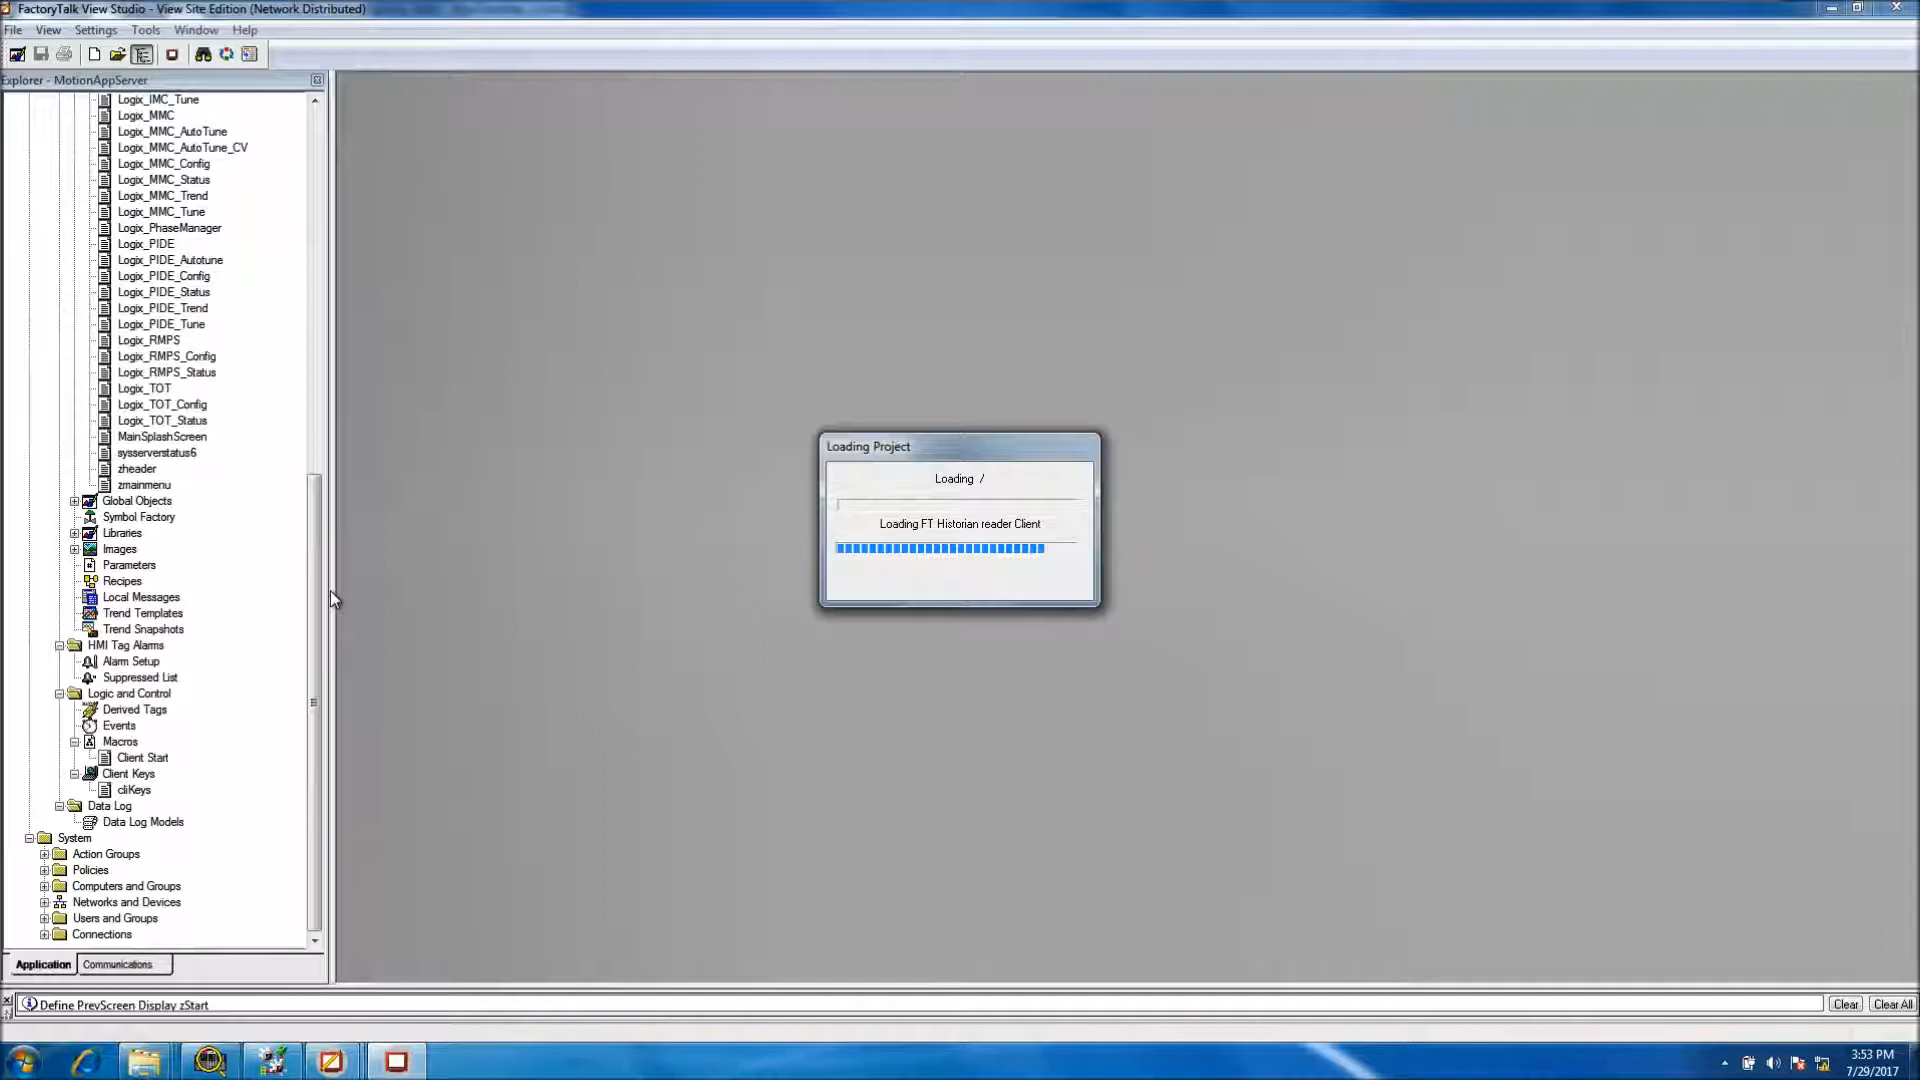 FactoryTalk View Studio - View Site Edition (Network Distributed)
File View Settings Tools Window Help
Explorer - MotionAppServer
Logix_IMC_Tune
Logix_MMC
Logix_MMC_AutoTune
Logix_MMC_AutoTune_CV
Logix_MMC_Config
Logix_MMC_Status
Logix_MMC_Trend
Logix_MMC_Tune
Logix_PhaseManager
Logix_PIDE
Logix_PIDE_Autotune
Logix_PIDE_Config
Logix_PIDE_Status
Logix_PIDE_Trend
Logix_PIDE_Tune
Logix_RMPS
Logix_RMPS_Config
Logix_RMPS_Status
Logix_TOT
Logix_TOT_Config
Logix_TOT_Status
MainSplashScreen
sysserverstatus6
zheader
zmainmenu
Global Objects
Symbol Factory
Libraries
Images
Parameters
Recipes
Local Messages
Trend Templates
Trend Snapshots
HMI Tag Alarms
Alarm Setup
Suppressed List
Logic and Control
Derived Tags
Events
Macros
Client Start
Client Keys
cliKeys
Data Log
Data Log Models
System
Action Groups
Policies
Computers and Groups
Networks and Devices
Users and Groups
Connections
Application Communications
Loading Project
Loading /
Loading FT Historian reader Client
Define PrevScreen Display zStart
Clear Clear All
3:53 PM
7/29/2017